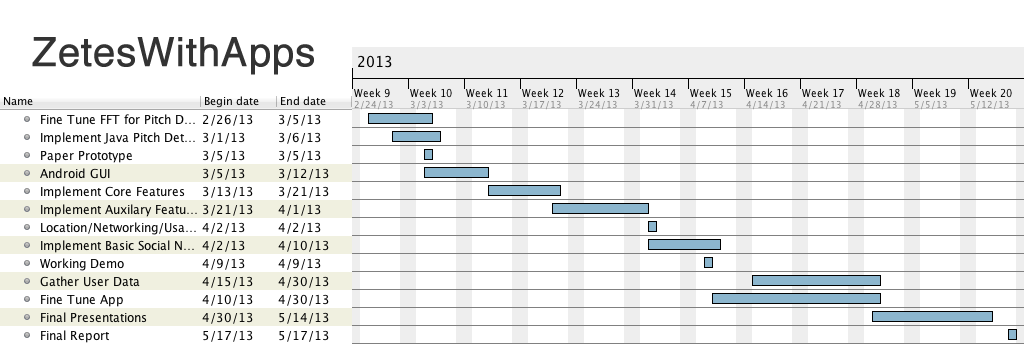 ZetesWithApps
2013
Week 9 Week 10 Week 11 Week 12 Week 13 Week 14 Week 15 Week 16 Week 17 Week 18 Week 19 Week 20
Name Begin date End date 2/24/13 3/3/13 3/10/13 3/17/13 3/24/13 3/31/13 4/7/13 4/14/13 4/21/13 4/28/13 5/5/13 5/12/13
Fine Tune FFT for Pitch D... 2/26/13 3/5/13
Implement Java Pitch Det... 3/1/13 3/6/13
Paper Prototype 3/5/13 3/5/13
Android GUI 3/5/13 3/12/13
Implement Core Features 3/13/13 3/21/13
Implement Auxilary Featu... 3/21/13 4/1/13
Location/Networking/Usa... 4/2/13 4/2/13
Implement Basic Social N... 4/2/13 4/10/13
Working Demo 4/9/13 4/9/13
Gather User Data 4/15/13 4/30/13
Fine Tune App 4/10/13 4/30/13
Final Presentations 4/30/13 5/14/13
Final Report 5/17/13 5/17/13